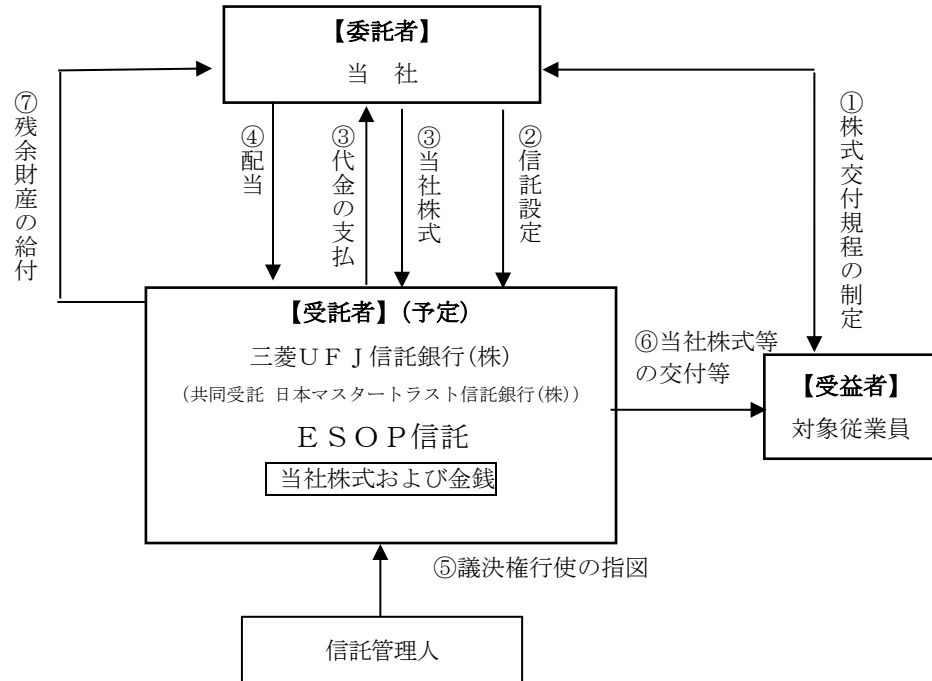 【委託者】
当 社
⑦残余財産の給付
④配当
③代金の支払
③当社株式
②信託設定
①株式交付規程の制定
【受託者】(予定)
三菱UFJ信託銀行(株)
(共同受託 日本マスタートラスト信託銀行(株))
ESOP信託
当社株式および金銭
⑥当社株式等
の交付等
【受益者】
対象従業員
⑤議決権行使の指図
信託管理人